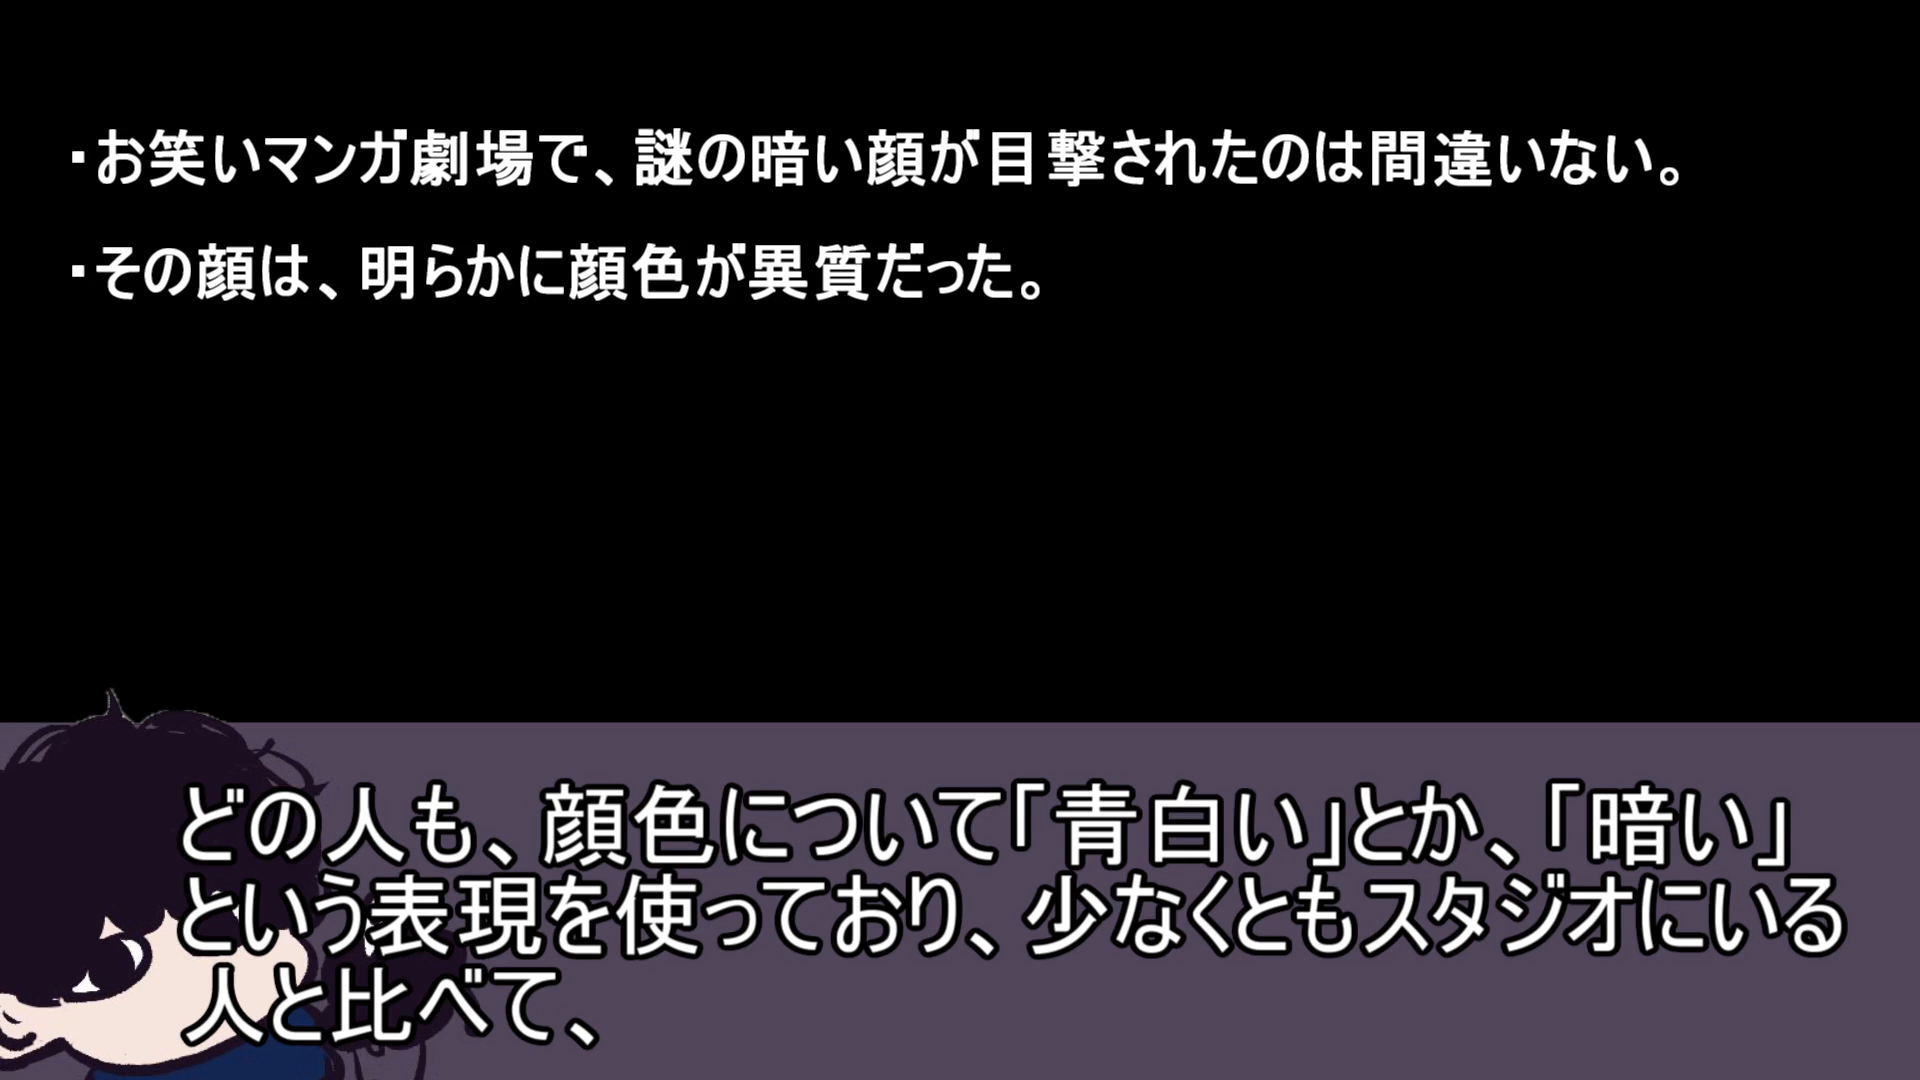 ・お笑いマンガ劇場で、謎の暗い顔が目撃されたのは間違いない。
・その顔は、明らかに顔色が異質だった。
どの人も、顔色について「青白い」とか、「暗い」
という表現を使っており、少なくともスタジオにいる
人と比べて、